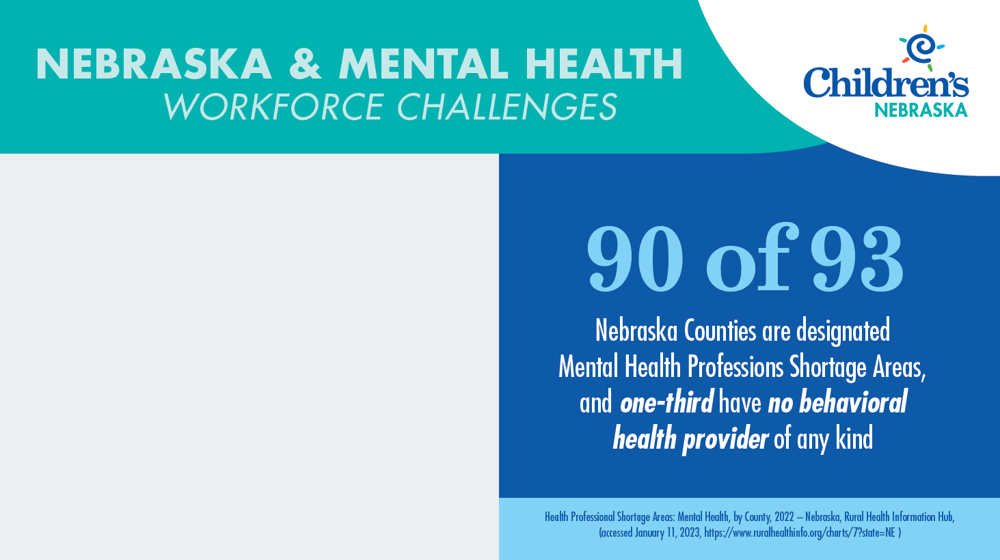 NEBRASKA & MENTAL HEALTH
WORKFORCE CHALLENGES
Children's
NEBRASKA
90 of 93
Nebraska Counties are designated
Mental Health Professions Shortage Areas,
and one-third have no behavioral
health provider of any kind
Health Professional Shortage Areas: Mental Health, by County, 2022 – Nebraska, Rural Health Information Hub,
(accessed January 11, 2023, https://www.ruralhealthinfo.org/charts/7?state=NE )